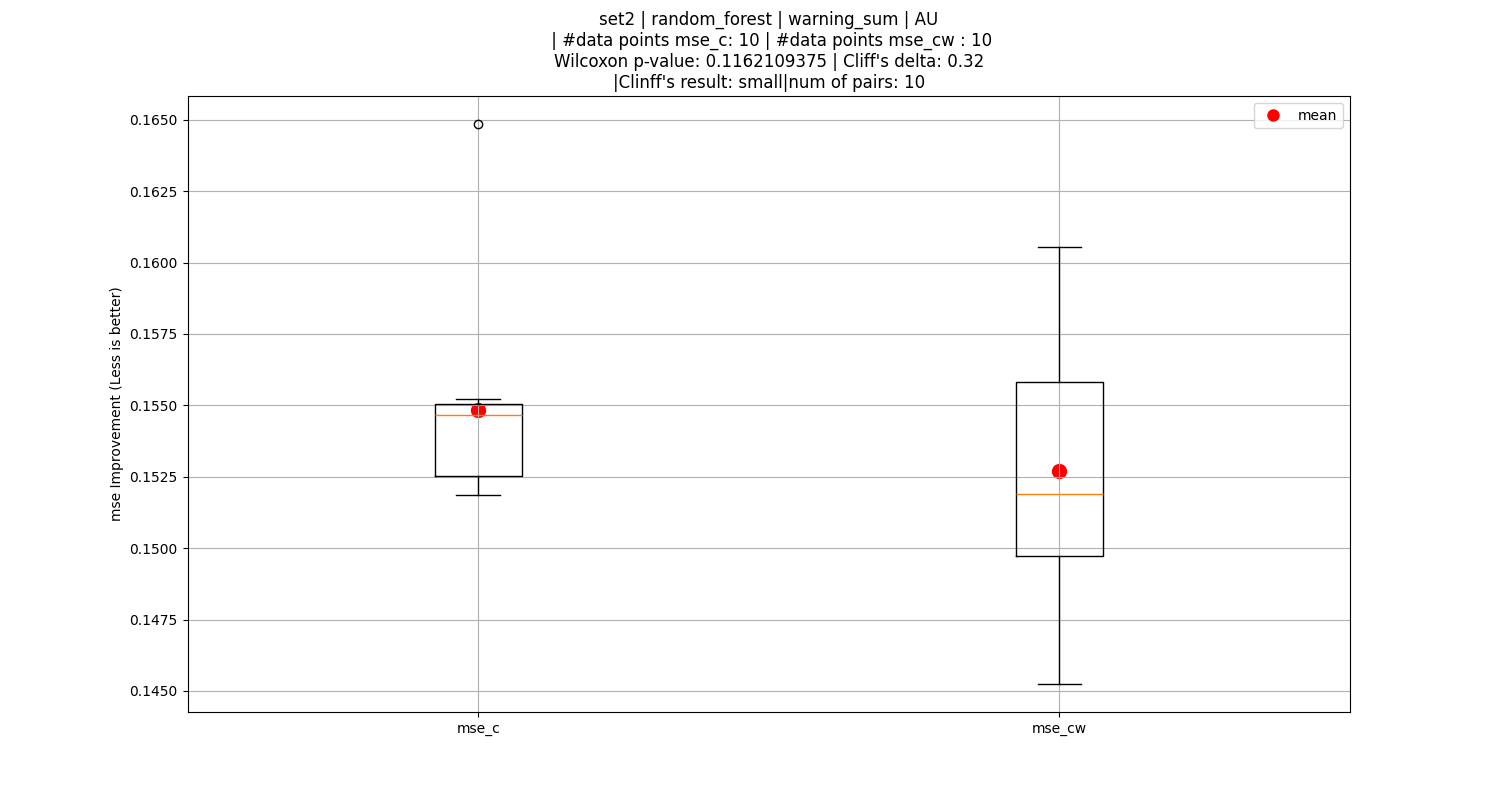 set2 | random_forest | warning_sum | AU
| #data points mse_c: 10 | #data points mse_cw : 10
Wilcoxon p-value: 0.1162109375 | Cliff's delta: 0.32
|Clinff's result: small|num of pairs: 10
mean
0.1650
0.1625
0.1600
0.1575
0.1550
0.1525
0.1500
0.1475
0.1450
mse Improvement (Less is better)
mse_c
mse_cw